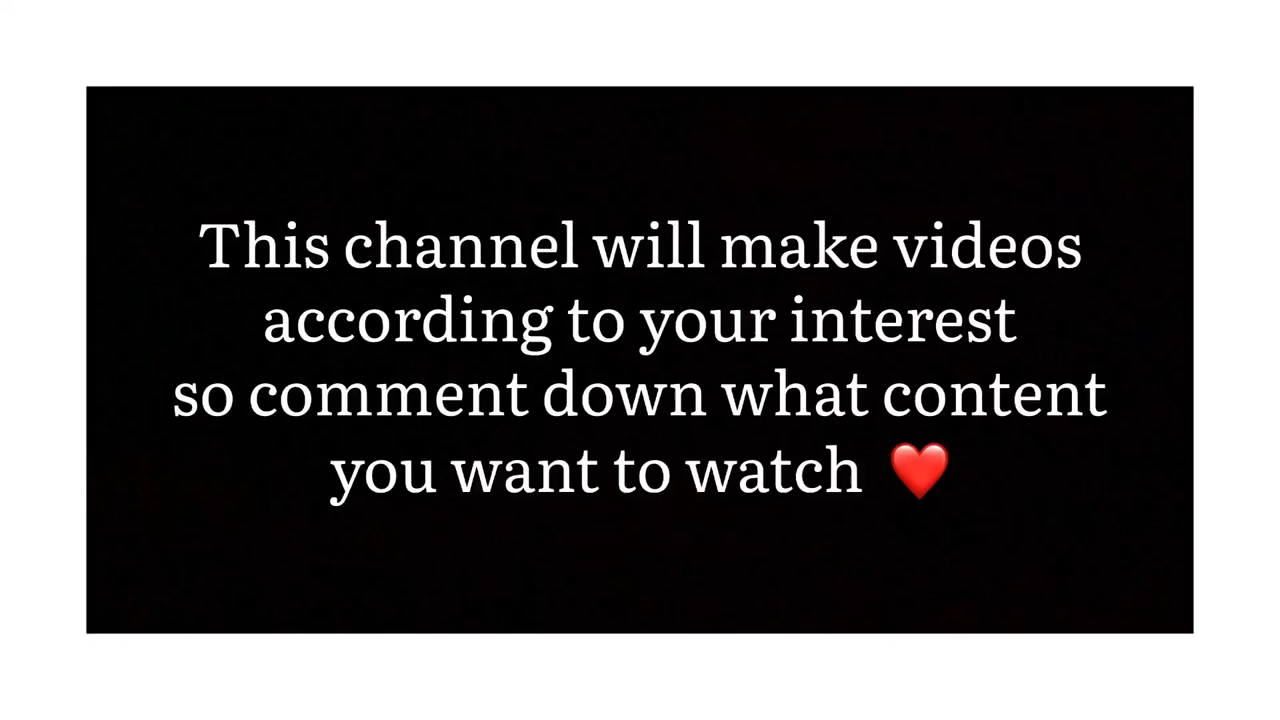 This channel will make videos
according to your interest
so comment down what content
you want to watch ❤️